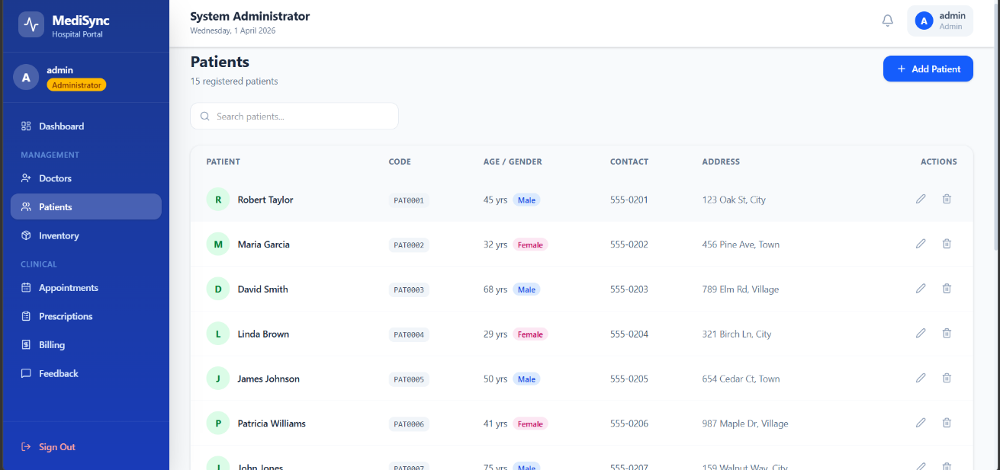 MediSync
Hospital Portal
A
admin
Administrator
Dashboard
MANAGEMENT
Doctors
Patients
Inventory
CLINICAL
Appointments
Prescriptions
Billing
Feedback
Sign Out
System Administrator
Wednesday, 1 April 2026
A
admin
Admin
Patients
15 registered patients
+ Add Patient
Search patients...
PATIENT CODE AGE / GENDER CONTACT ADDRESS ACTIONS
R Robert Taylor PAT0001 45 yrs Male 555-0201 123 Oak St, City
M Maria Garcia PAT0002 32 yrs Female 555-0202 456 Pine Ave, Town
D David Smith PAT0003 68 yrs Male 555-0203 789 Elm Rd, Village
L Linda Brown PAT0004 29 yrs Female 555-0204 321 Birch Ln, City
J James Johnson PAT0005 50 yrs Male 555-0205 654 Cedar Ct, Town
P Patricia Williams PAT0006 41 yrs Female 555-0206 987 Maple Dr, Village
J John Jones PAT0007 75 yrs Male 555-0207 159 Walnut Way, City